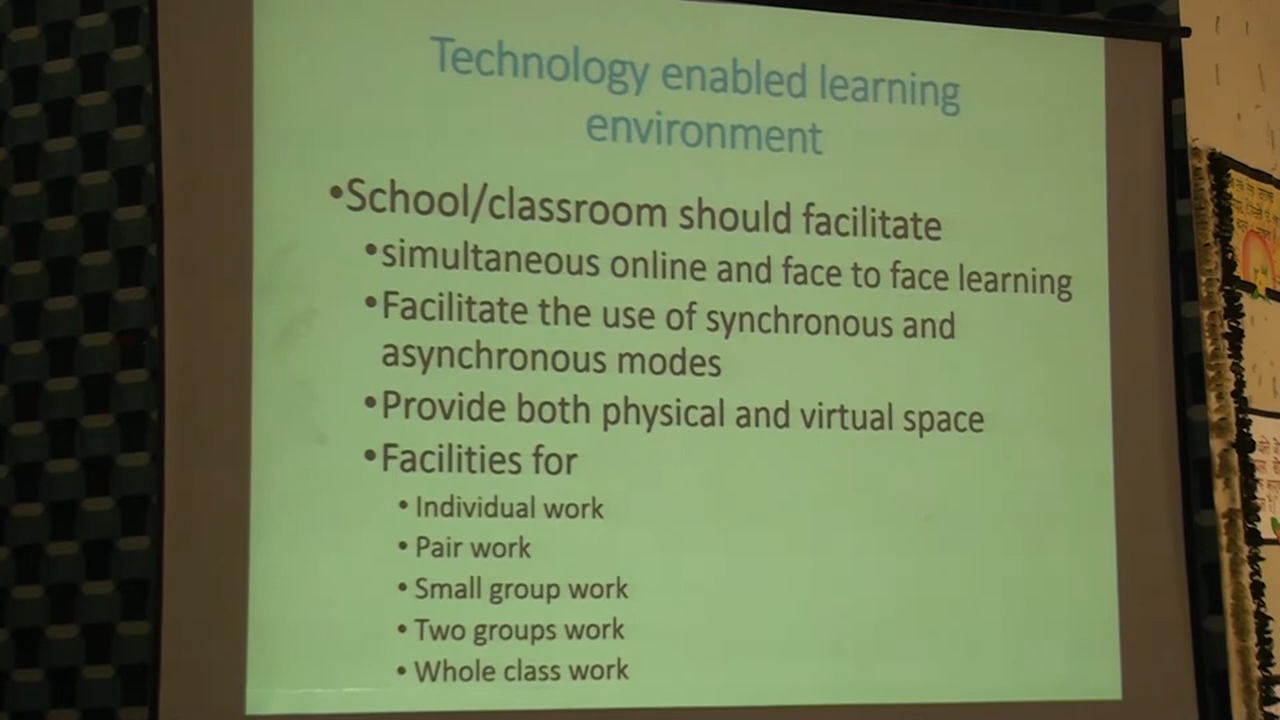 Technology enabled learning
environment
•School/classroom should facilitate
•simultaneous online and face to face learning
•Facilitate the use of synchronous and
asynchronous modes
•Provide both physical and virtual space
•Facilities for
• Individual work
• Pair work
• Small group work
• Two groups work
• Whole class work